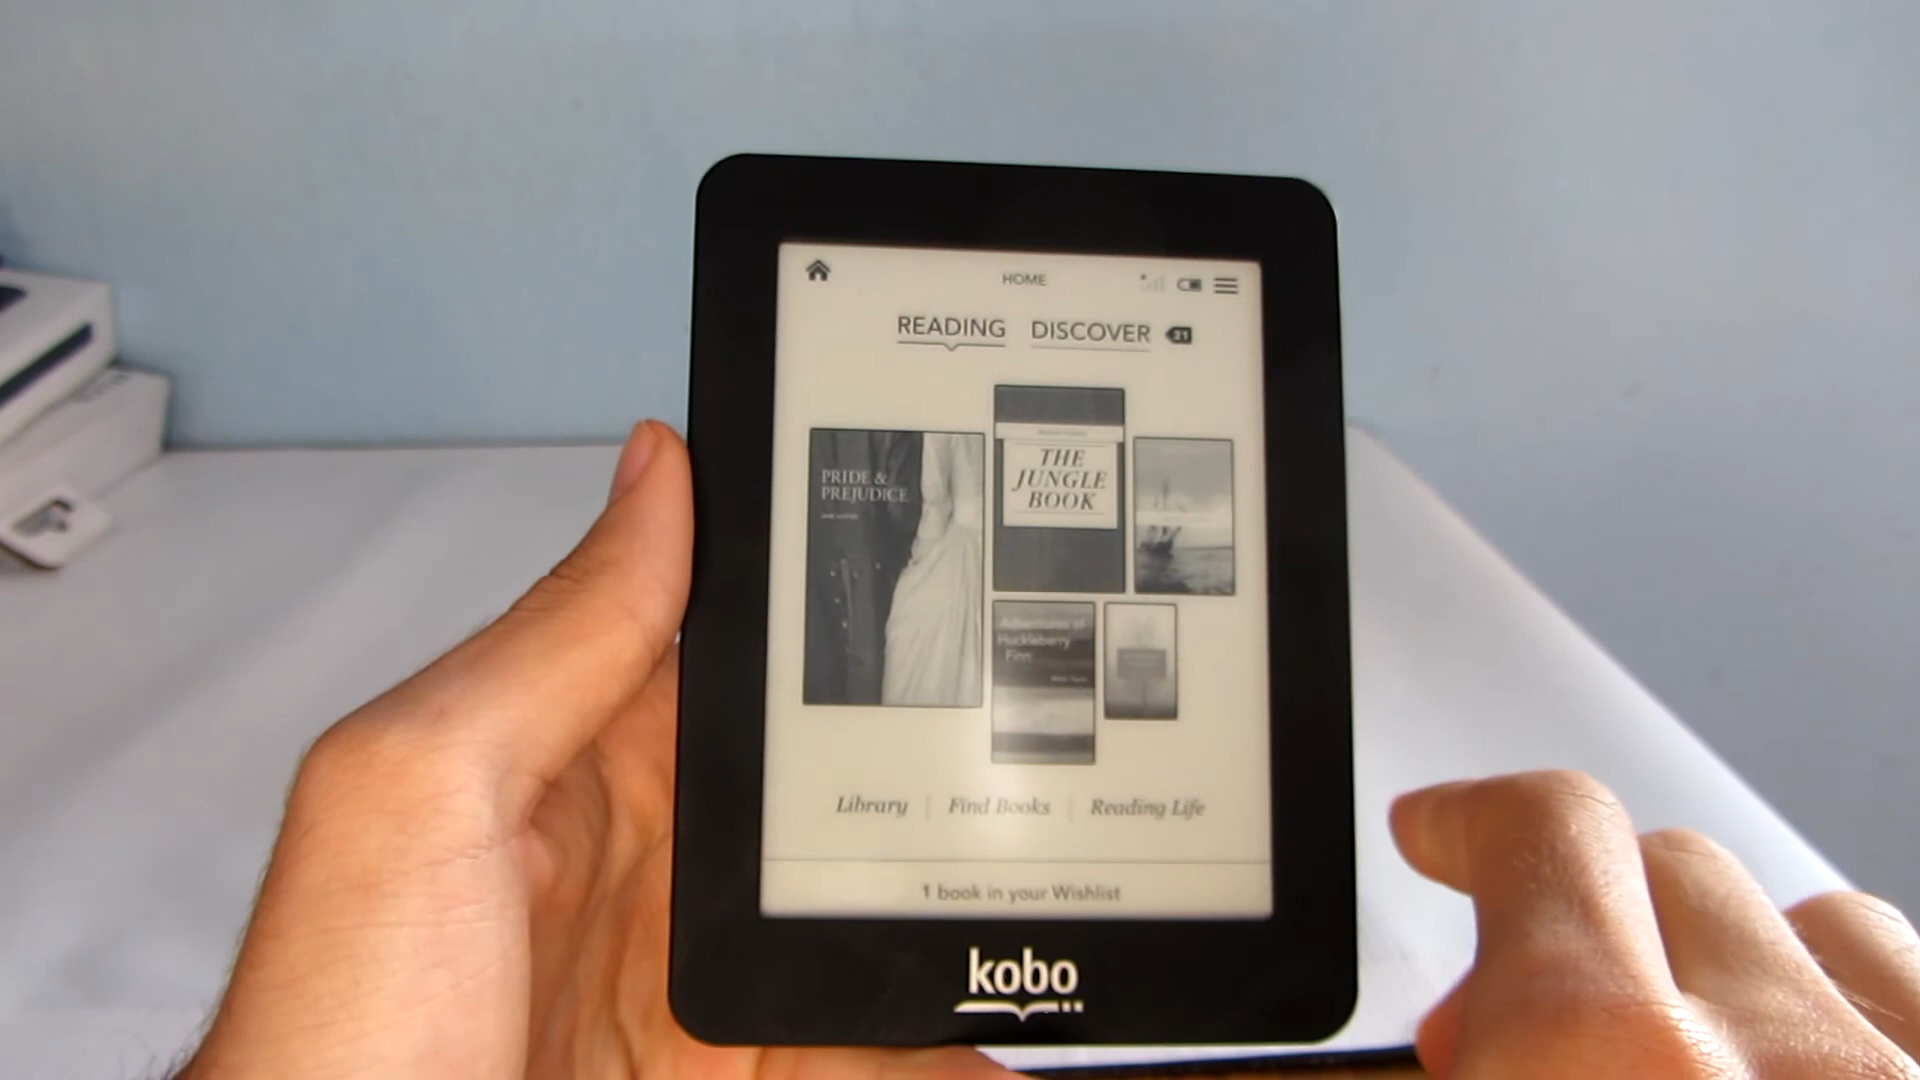 HOME
READING DISCOVER 21
PRIDE &
PREJUDICE
THE
JUNGLE
BOOK
Adventures of
Huckleberry
Finn
Library | Find Books | Reading Life
1 book in your Wishlist
kobo